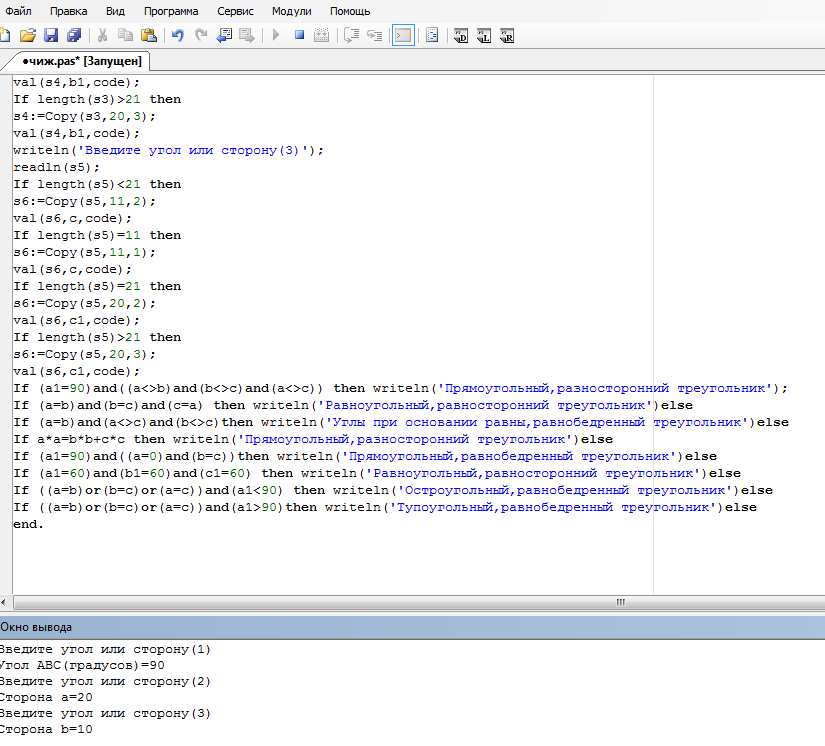 Файл Правка Вид Программа Сервис Модули Помощь
D L R
•чиж.pas* [Запущен]
val(s4,b1,code);
If length(s3)>21 then
s4:=Copy(s3,20,3);
val(s4,b1,code);
writeln('Введите угол или сторону(3)');
readln(s5);
If length(s5)<21 then
s6:=Copy(s5,11,2);
val(s6,c,code);
If length(s5)=11 then
s6:=Copy(s5,11,1);
val(s6,c,code);
If length(s5)=21 then
s6:=Copy(s5,20,2);
val(s6,c1,code);
If length(s5)>21 then
s6:=Copy(s5,20,3);
val(s6,c1,code);
If (a1=90)and((a<>b)and(b<>c)and(a<>c)) then writeln('Прямоугольный,разносторонний треугольник');
If (a=b)and(b=c)and(c=a) then writeln('Равноугольный,равносторонний треугольник')else
If (a=b)and(a<>c)and(b<>c)then writeln('Углы при основании равны,равнобедренный треугольник')else
If a*a=b*b+c*c then writeln('Прямоугольный,разносторонний треугольник')else
If (a1=90)and((a=0)and(b=c))then writeln('Прямоугольный,равнобедренный треугольник')else
If (a1=60)and(b1=60)and(c1=60) then writeln('Равноугольный,равносторонний треугольник')else
If ((a=b)or(b=c)or(a=c))and(a1<90) then writeln('Остроугольный,равнобедренный треугольник')else
If ((a=b)or(b=c)or(a=c))and(a1>90)then writeln('Тупоугольный,равнобедренный треугольник')else
end.
Окно вывода
Введите угол или сторону(1)
Угол ABC(градусов)=90
Введите угол или сторону(2)
Сторона a=20
Введите угол или сторону(3)
Сторона b=10